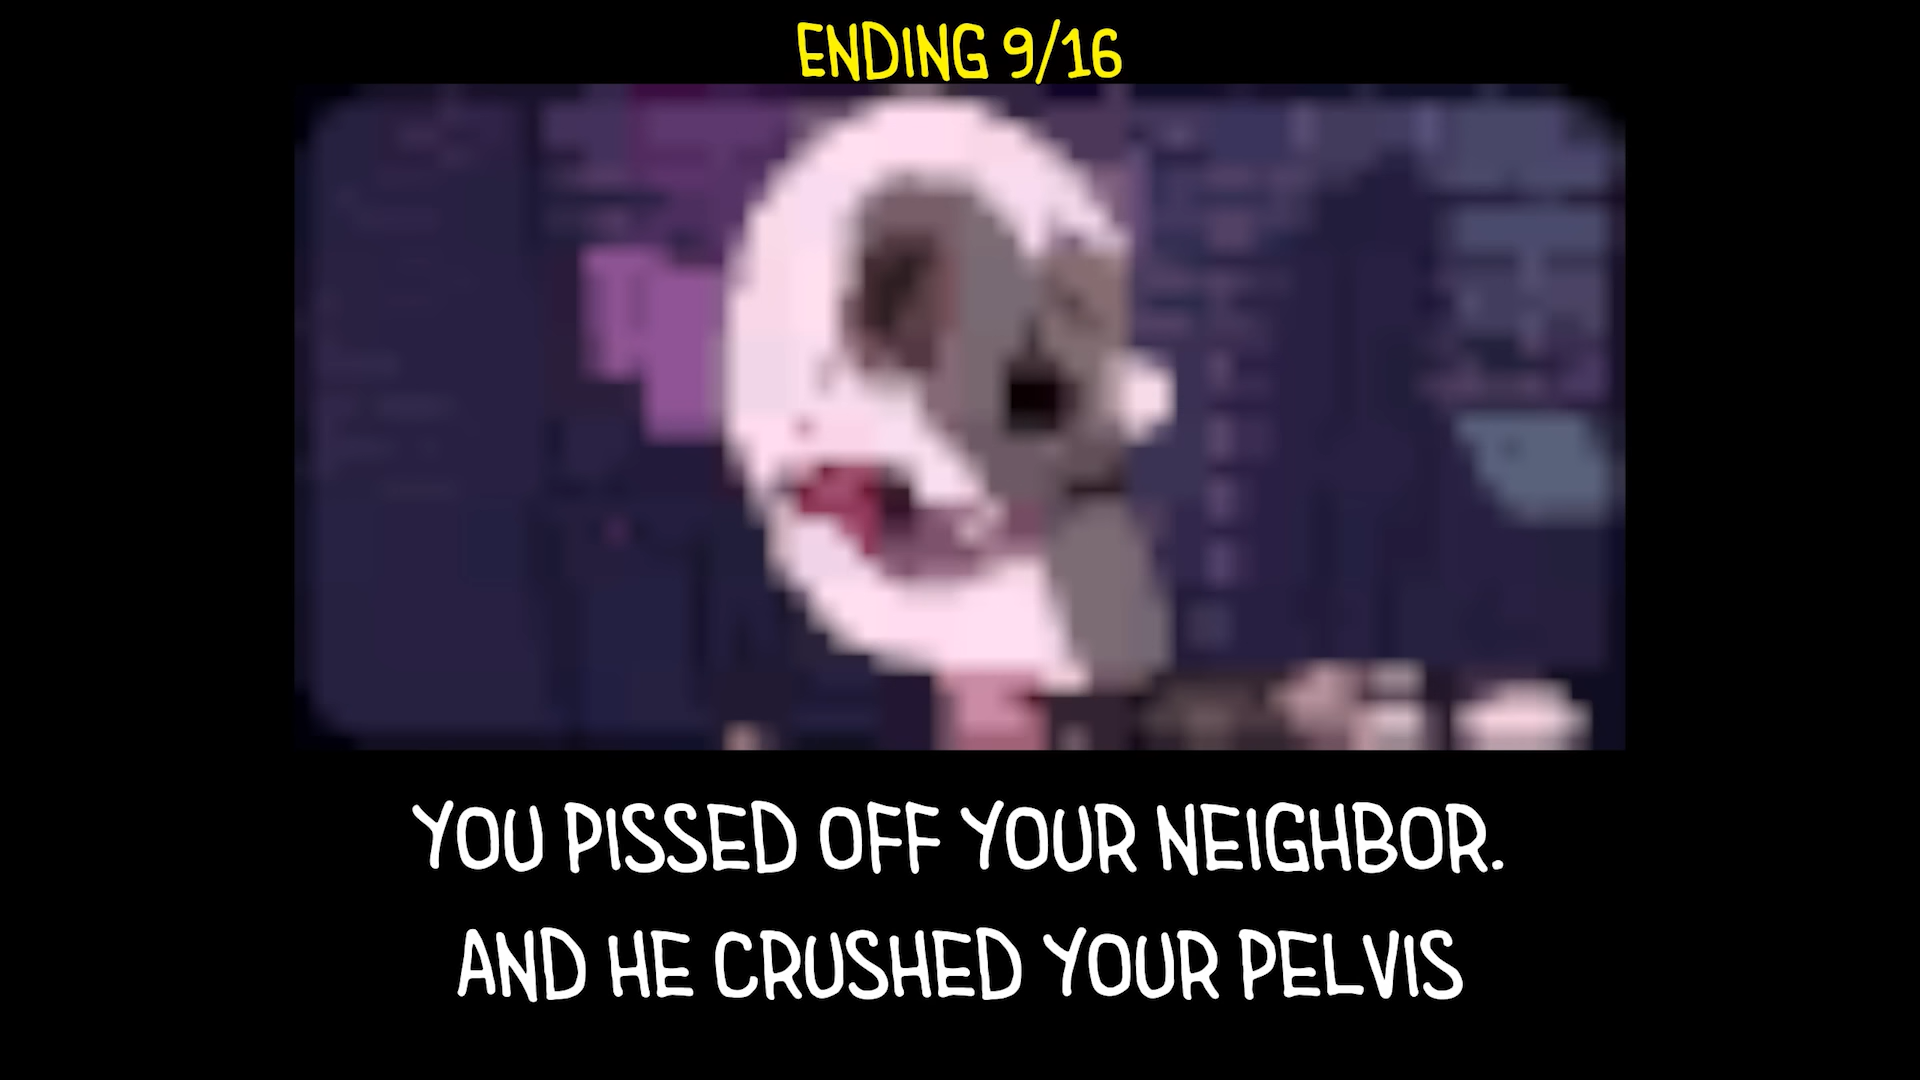 ENDING 9/16
YOU PISSED OFF YOUR NEIGHBOR.
AND HE CRUSHED YOUR PELVIS